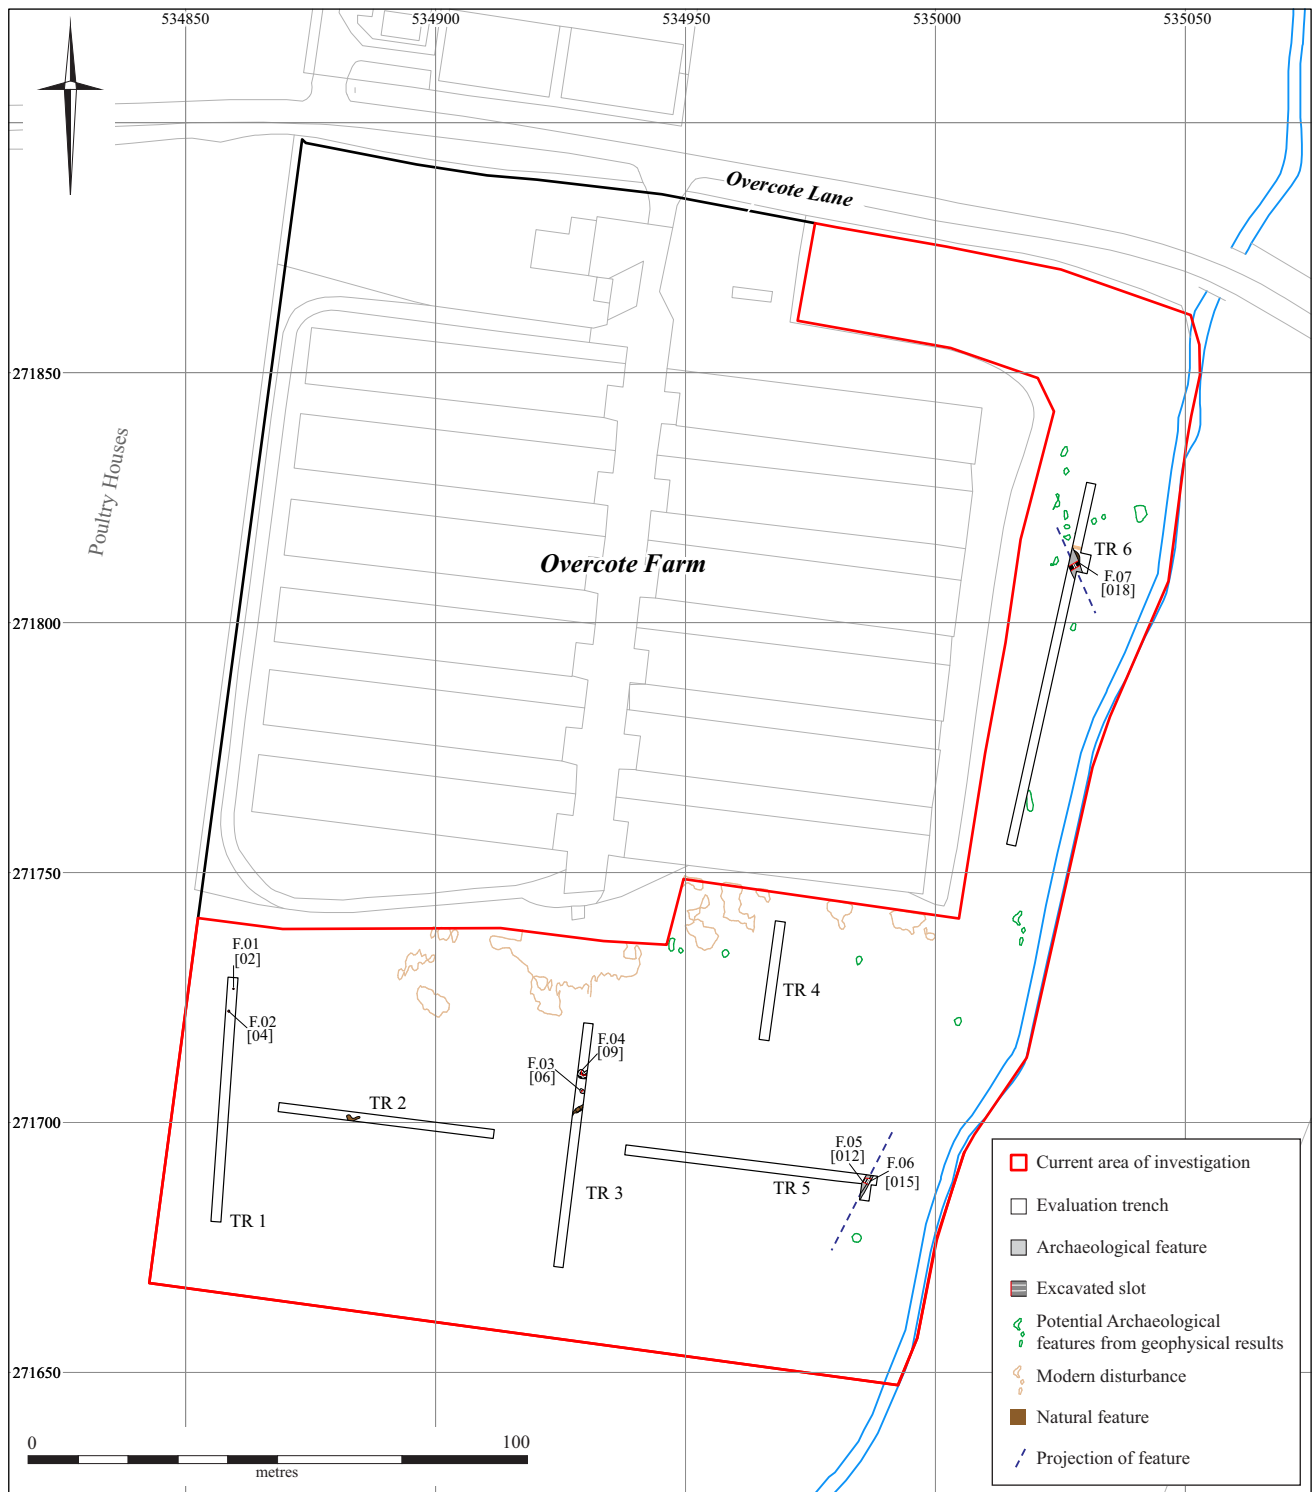 534850
534900
534950
535000
535050
Overcote Lane
271850
Poultry Houses
Overcote Farm
TR 6
F.07
[018]
271800
271750
F.01
[02]
F.02
[04]
TR 4
F.04
[09]
F.03
[06]
TR 2
271700
F.05
[012]
F.06
[015]
TR 5
TR 3
TR 1
271650
Current area of investigation
Evaluation trench
Archaeological feature
Excavated slot
Potential Archaeological
features from geophysical results
Modern disturbance
Natural feature
Projection of feature
0
100
metres